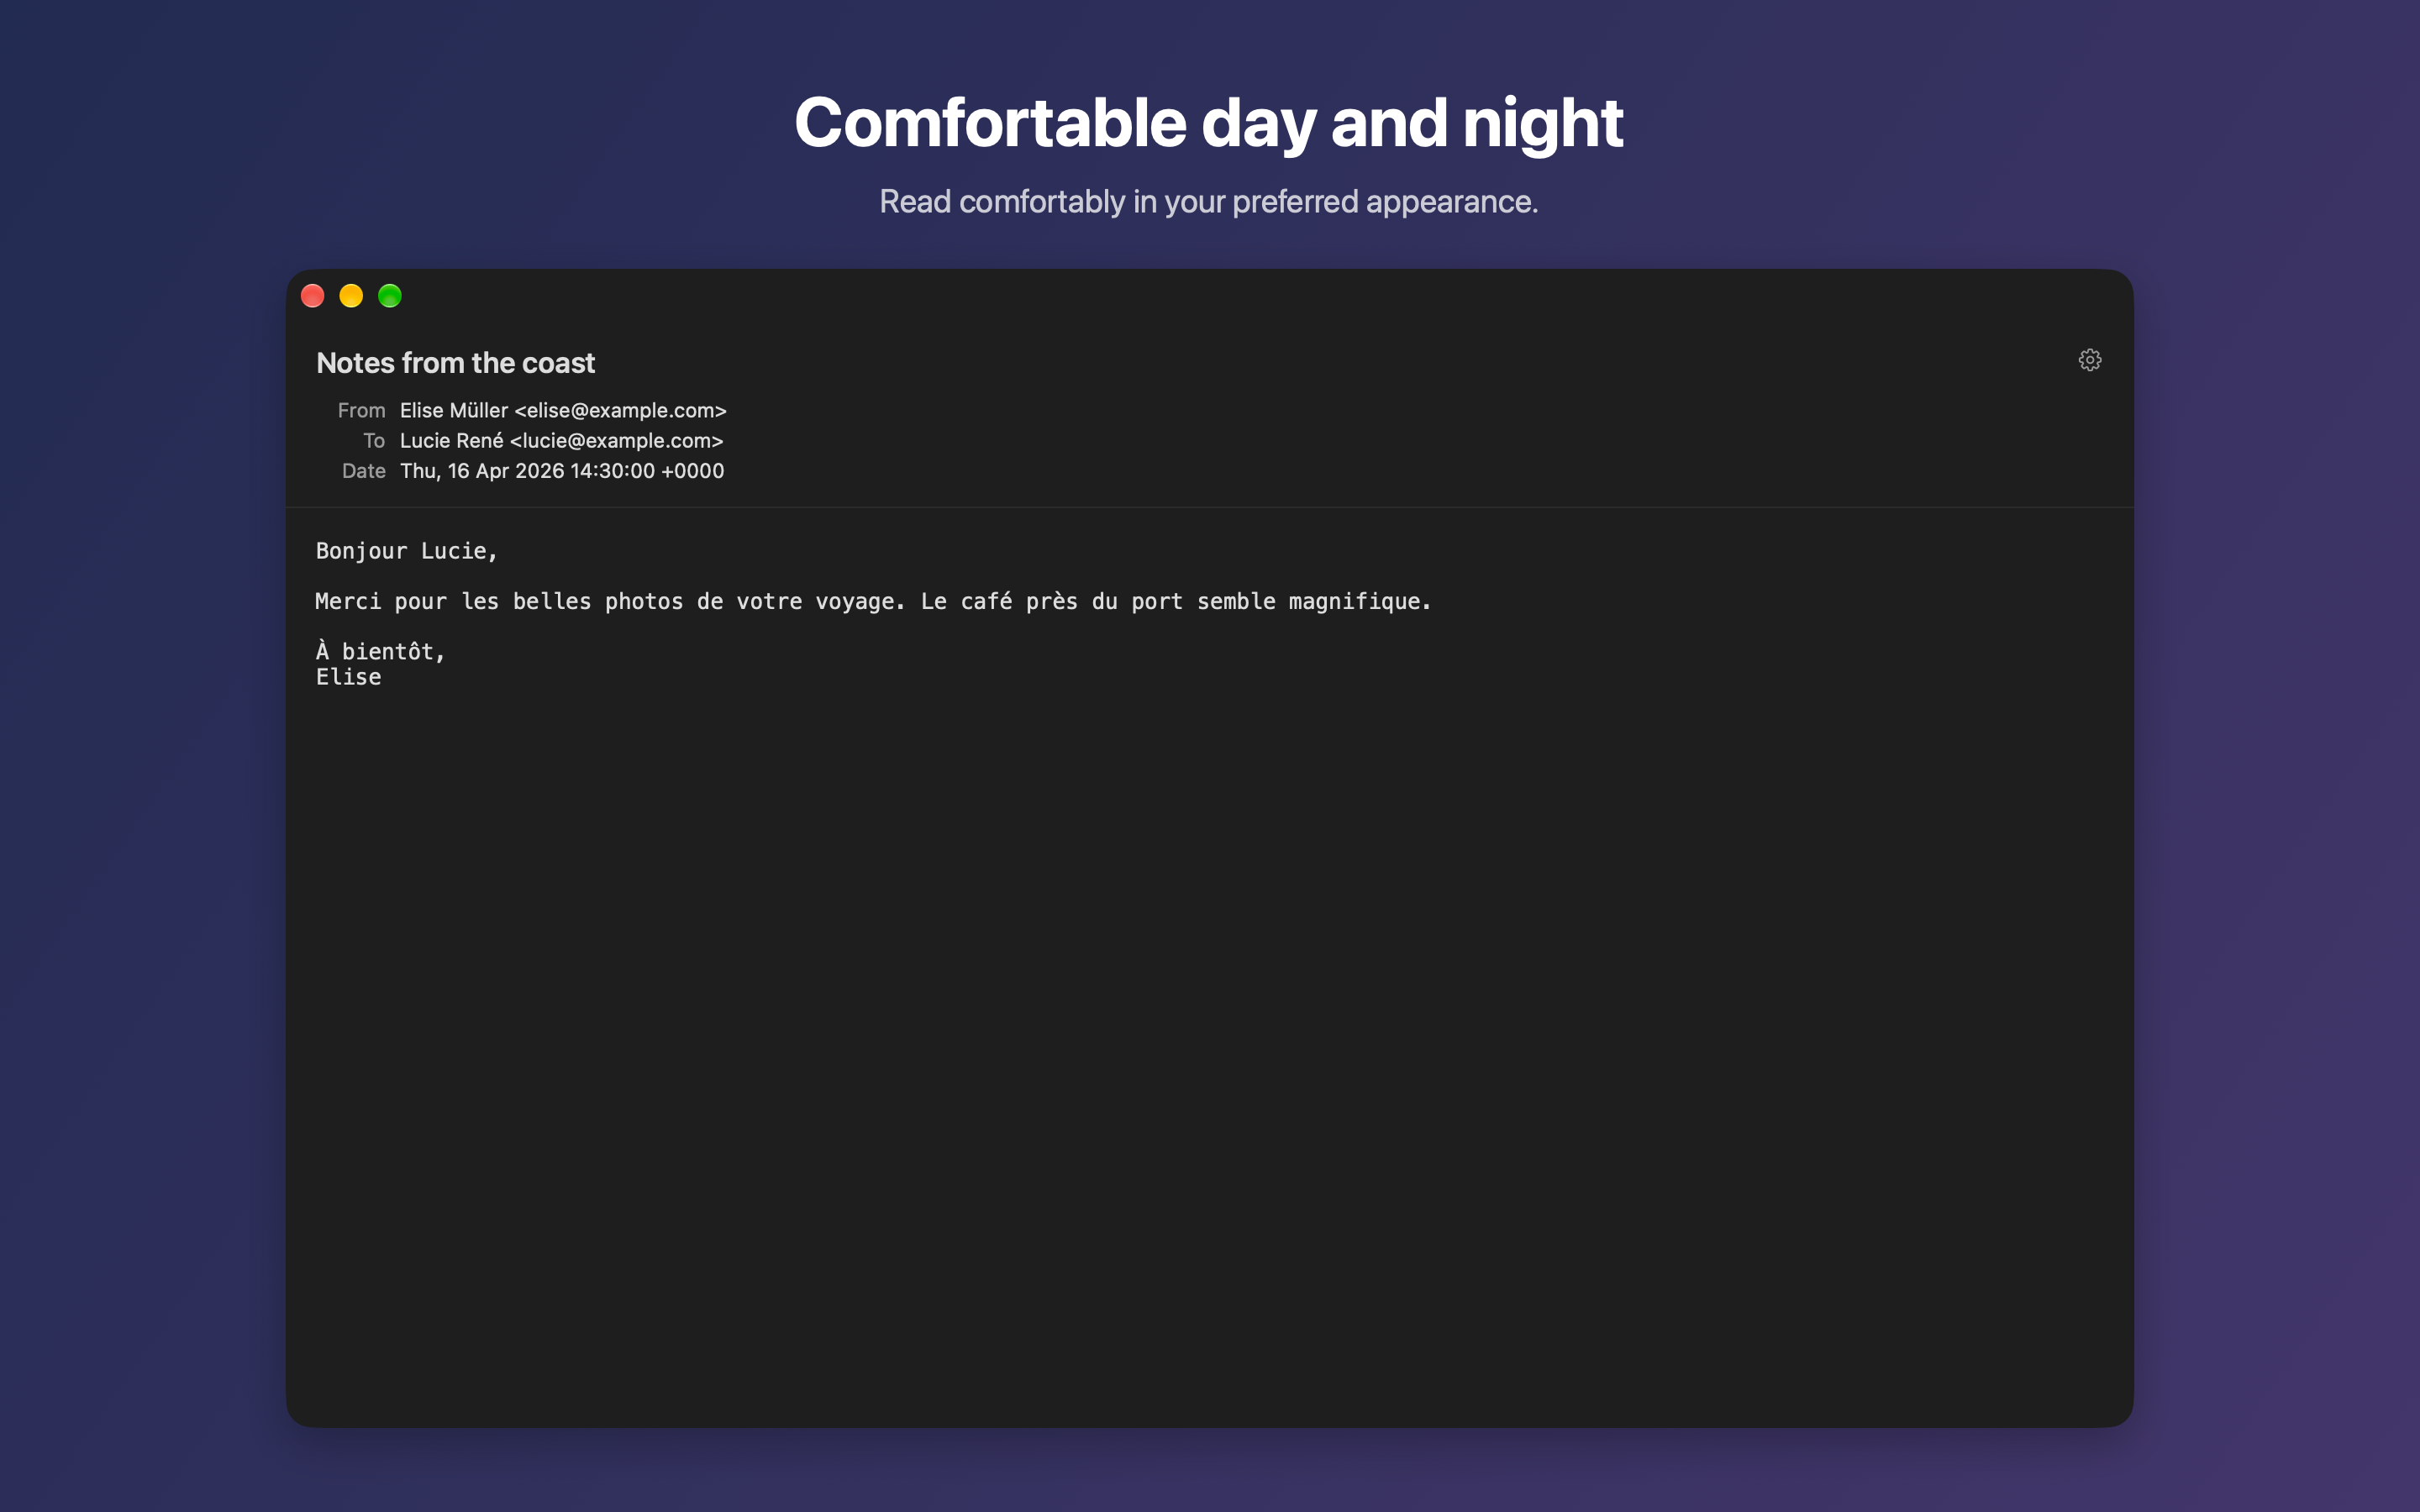 Comfortable day and night
Read comfortably in your preferred appearance.
Notes from the coast
From Elise Müller <elise@example.com>
To Lucie René <lucie@example.com>
Date Thu, 16 Apr 2026 14:30:00 +0000
Bonjour Lucie,
Merci pour les belles photos de votre voyage. Le café près du port semble magnifique.
À bientôt,
Elise